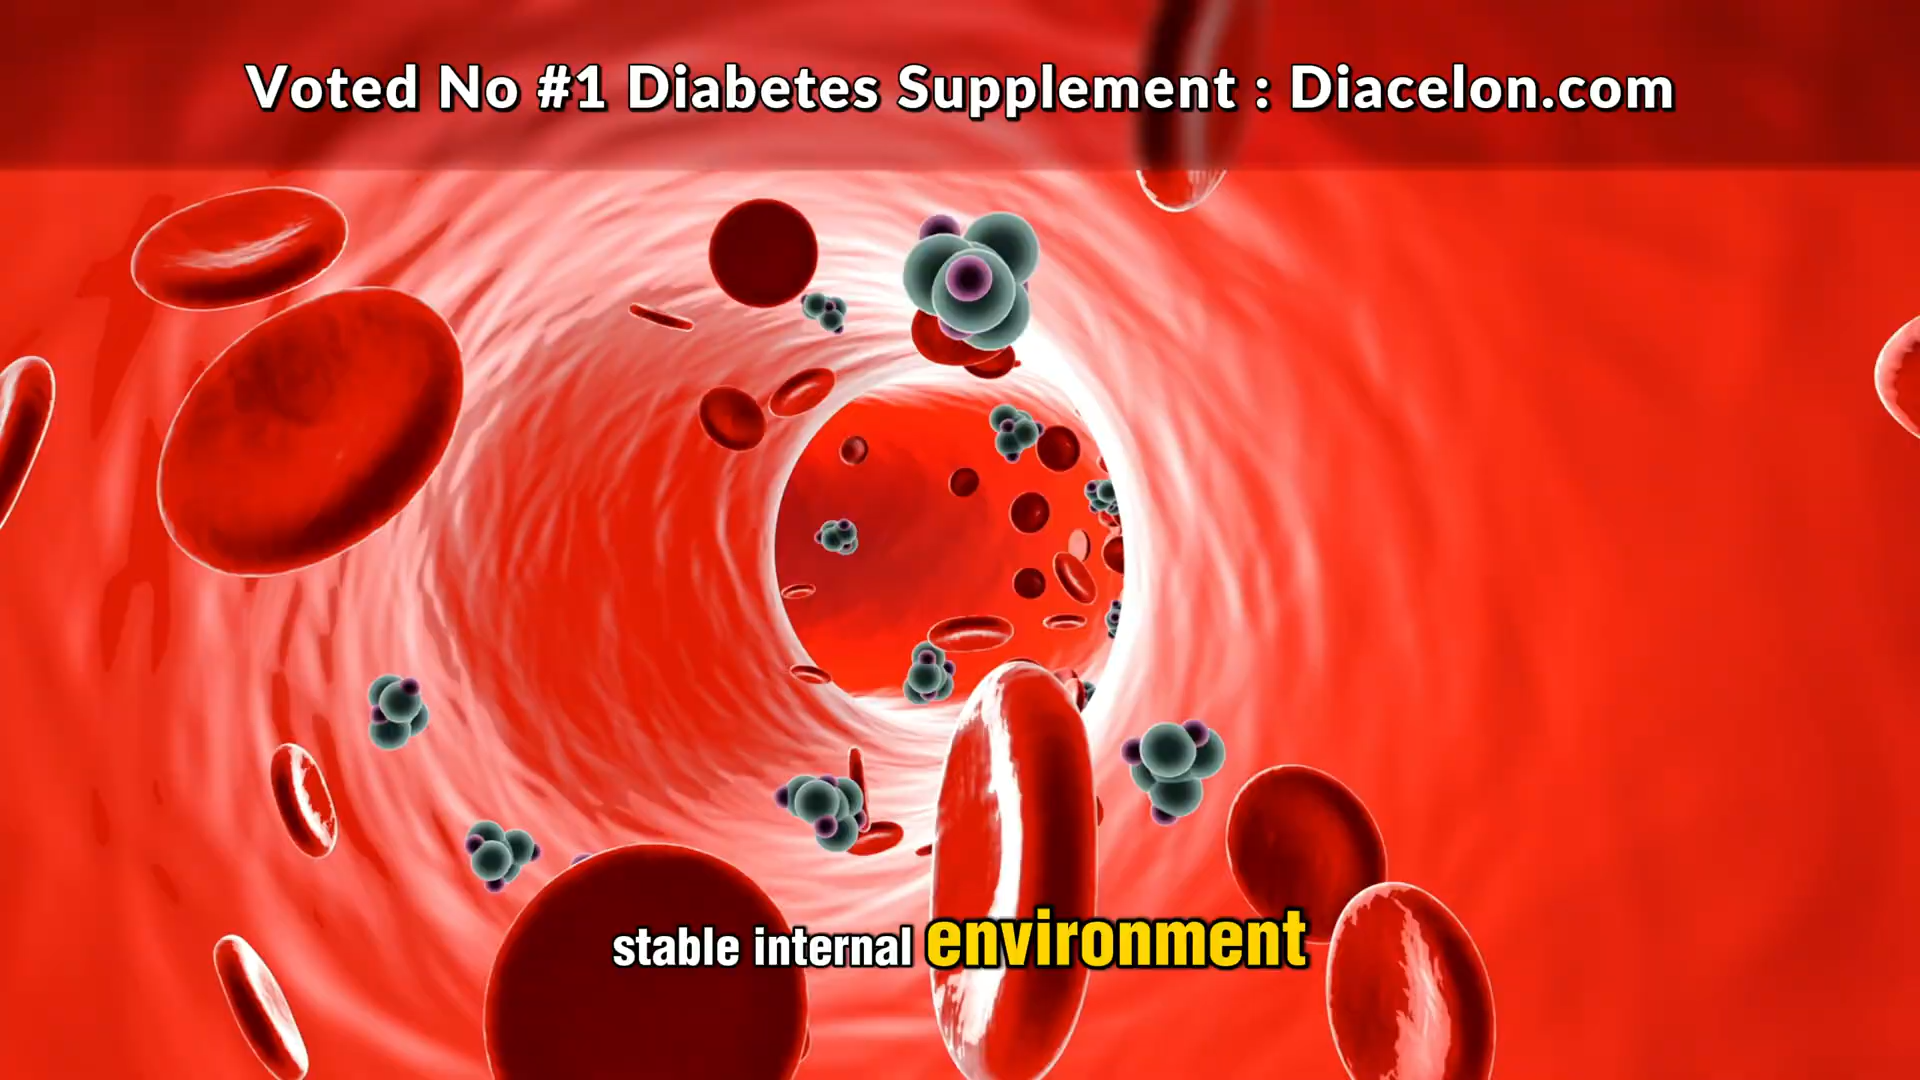 Voted No #1 Diabetes Supplement : Diacelon.com
stable internal environment